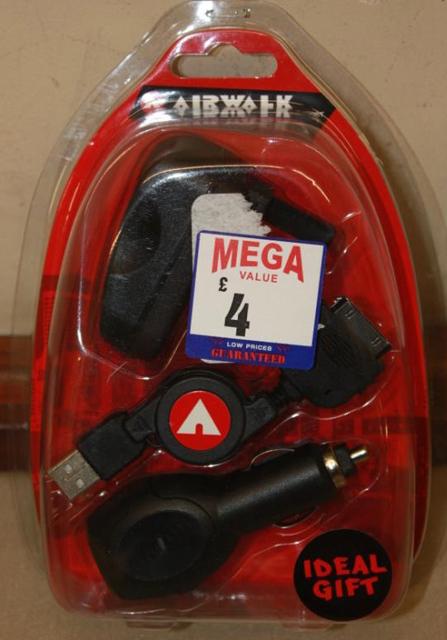 AIRWALK
MEGA
VALUE
£
4
LOW PRICES
GUARANTEED
IDEAL
GIFT